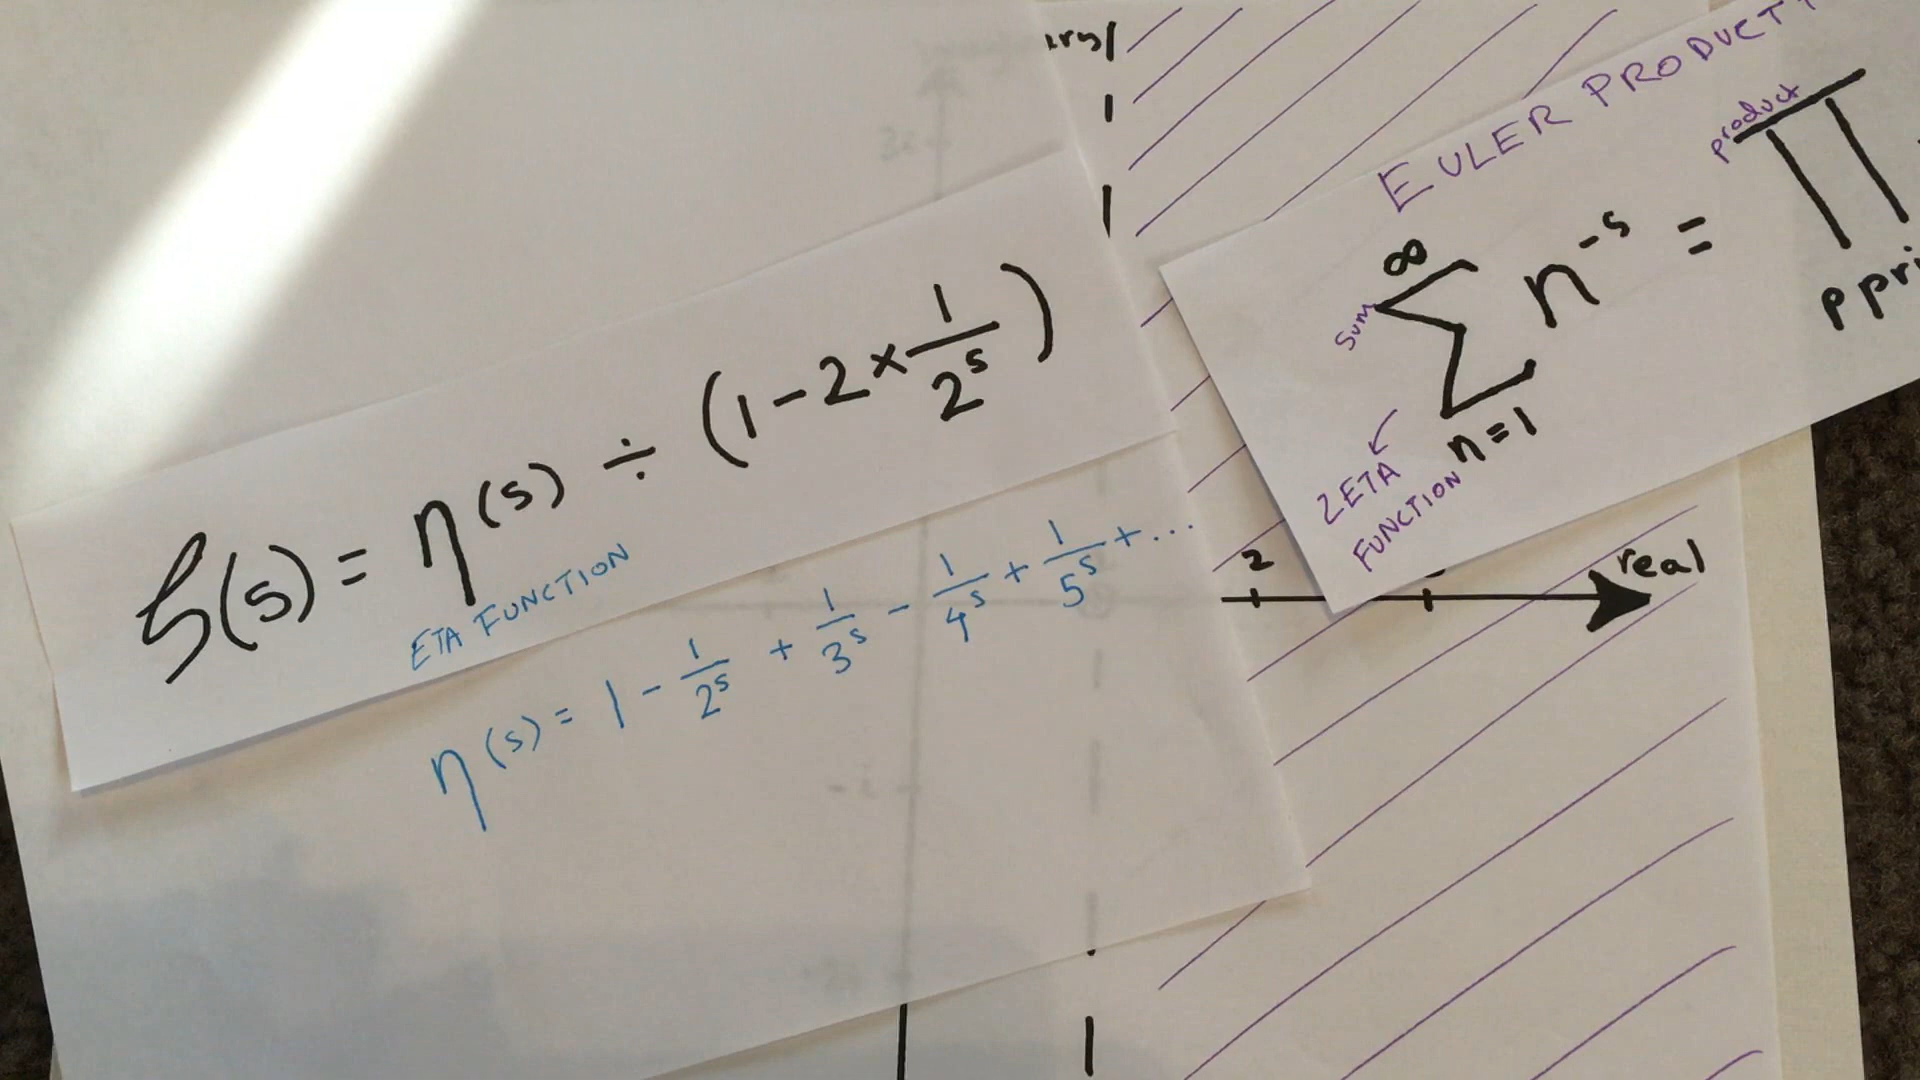 ζ(s) = η(s) ÷ (1 - 2 × 1/2^s)
ETA FUNCTION
η(s) = 1 - 1/2^s + 1/3^s - 1/4^s + 1/5^s + ...
EULER PRODUCT
product
∞
sum
∑ n^-s = ∏
n=1
p pri
ZETA
FUNCTION
2
real